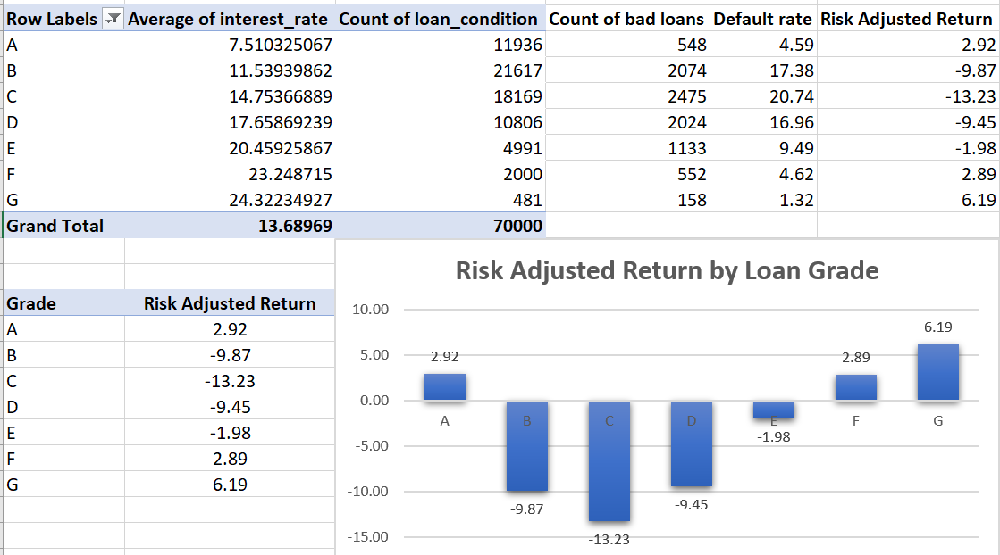 Row Labels Average of interest_rate Count of loan_condition Count of bad loans Default rate Risk Adjusted Return
A 7.510325067 11936 548 4.59 2.92
B 11.53939862 21617 2074 17.38 -9.87
C 14.75366889 18169 2475 20.74 -13.23
D 17.65869239 10806 2024 16.96 -9.45
E 20.45925867 4991 1133 9.49 -1.98
F 23.248715 2000 552 4.62 2.89
G 24.32234927 481 158 1.32 6.19
Grand Total 13.68969 70000
Grade Risk Adjusted Return
A 2.92
B -9.87
C -13.23
D -9.45
E -1.98
F 2.89
G 6.19
Risk Adjusted Return by Loan Grade
10.00
5.00
0.00
-5.00
-10.00
-15.00
2.92
-9.87
-13.23
-9.45
-1.98
2.89
6.19
A B C D E F G